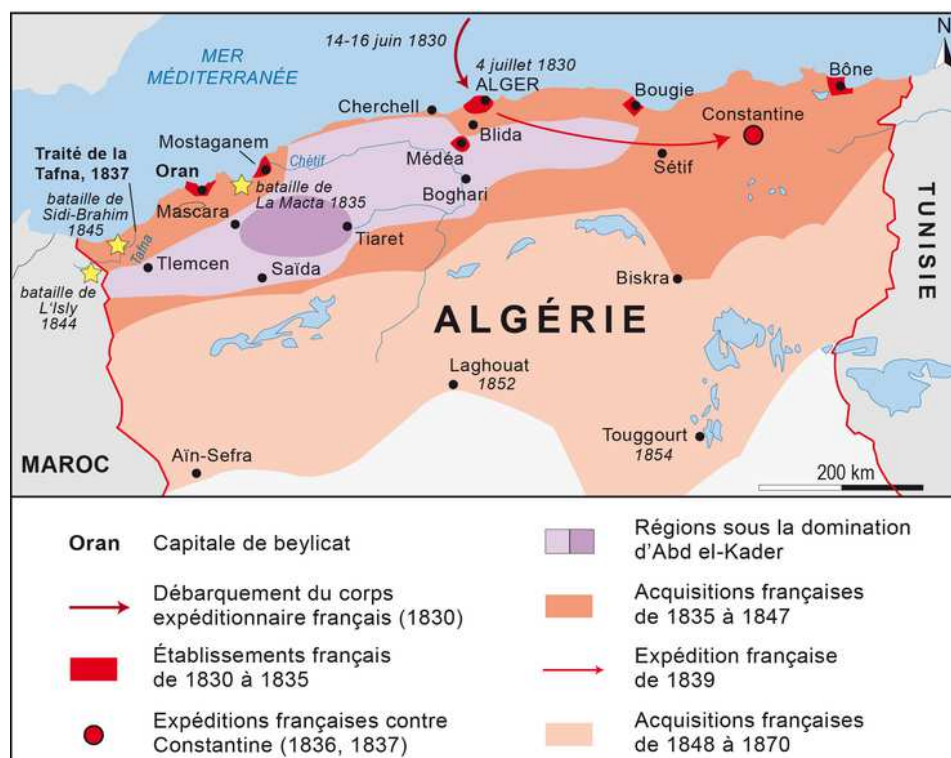 14-16 juin 1830
N
MER
MÉDITERRANÉE
4 juillet 1830
ALGER
Bône
Cherchell
Bougie
Constantine
Blida
Mostaganem
Chétif
Médéa
Sétif
Traité de la
Tafna, 1837
Oran
bataille de
La Macta 1835
Boghari
bataille de
Sidi-Brahim
1845
Mascara
Tafna
Tiaret
TUNISIE
Tlemcen
Saïda
Biskra
bataille de
L'Isly
1844
ALGÉRIE
Laghouat
1852
Touggourt
1854
MAROC
Aïn-Sefra
200 km
Oran Capitale de beylicat
Débarquement du corps
expéditionnaire français (1830)
Établissements français
de 1830 à 1835
Expéditions françaises contre
Constantine (1836, 1837)
Régions sous la domination
d'Abd el-Kader
Acquisitions françaises
de 1835 à 1847
Expédition française
de 1839
Acquisitions françaises
de 1848 à 1870